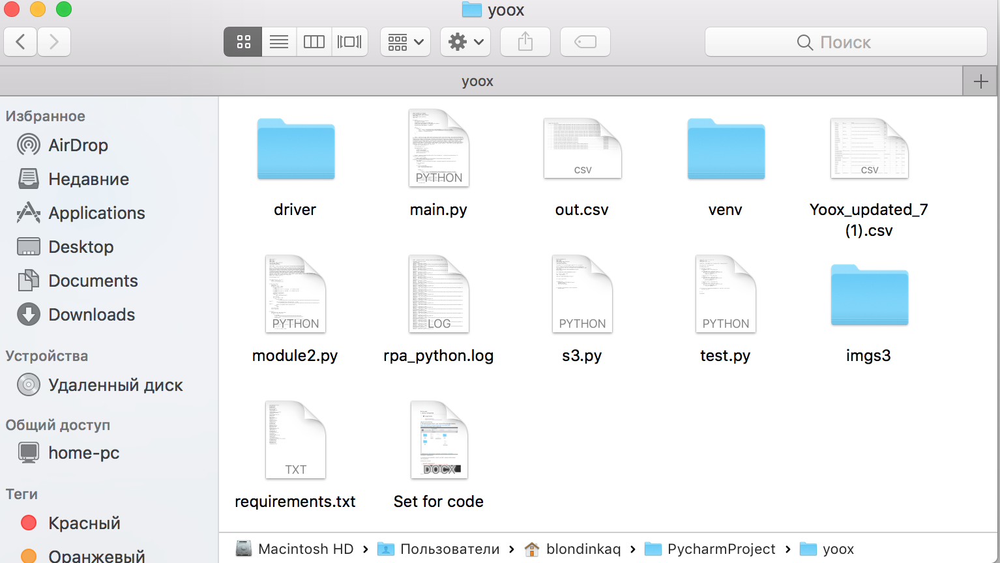 yoox
Поиск
yoox
Избранное
AirDrop
Недавние
Applications
Desktop
Documents
Downloads
Устройства
Удаленный диск
Общий доступ
home-pc
Теги
Красный
Оранжевый
PYTHON
CSV
CSV
driver
main.py
out.csv
venv
Yoox_updated_7
(1).csv
PYTHON
LOG
PYTHON
PYTHON
module2.py
rpa_python.log
s3.py
test.py
imgs3
TXT
DOCX
requirements.txt
Set for code
Macintosh HD › Пользователи › blondinkaq › PycharmProject › yoox